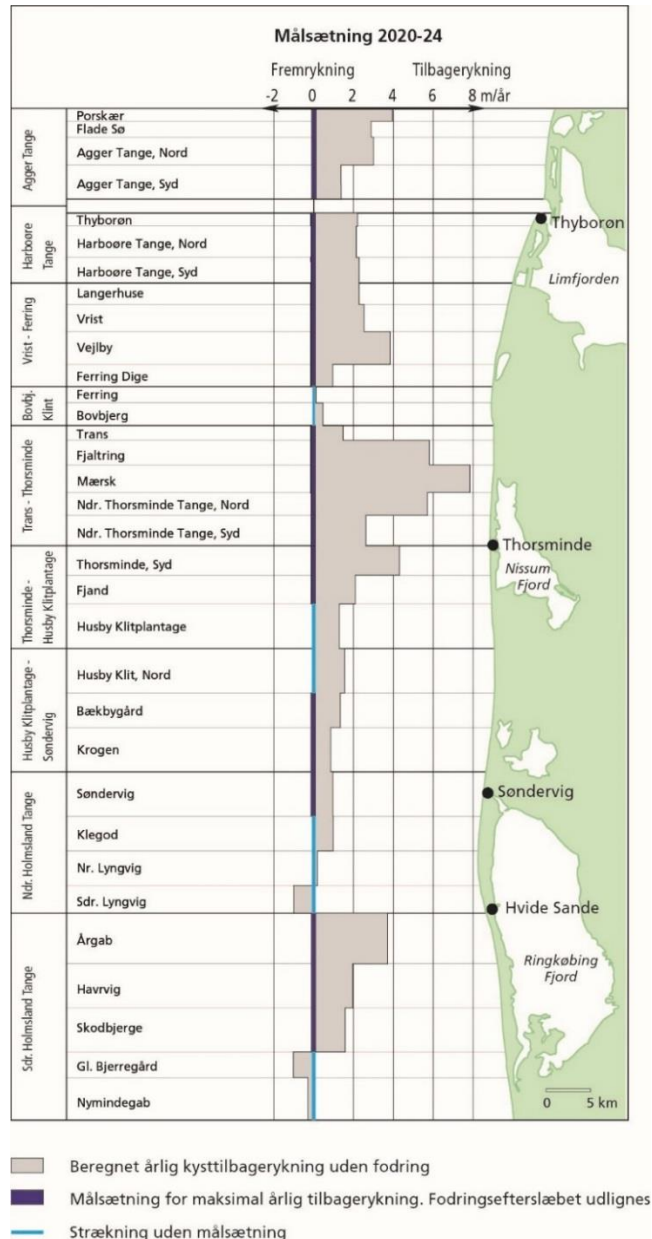 Målsætning 2020-24
Fremrykning Tilbagerykning
-2 0 2 4 6 8 m/år
Agger Tange
Porskær
Flade Sø
Agger Tange, Nord
Agger Tange, Syd
Harboøre
Tange
Thyborøn
Harboøre Tange, Nord
Harboøre Tange, Syd
Vrist - Ferring
Langerhuse
Vrist
Vejlby
Ferring Dige
Bovbj.
Klint
Ferring
Bovbjerg
Trans - Thorsminde
Trans
Fjaltring
Mærsk
Ndr. Thorsminde Tange, Nord
Ndr. Thorsminde Tange, Syd
Thorsminde -
Husby Klitplantage
Thorsminde, Syd
Fjand
Husby Klitplantage
Husby Klitplantage -
Søndervig
Husby Klit, Nord
Bækbygård
Krogen
Ndr. Holmsland Tange
Søndervig
Klegod
Nr. Lyngvig
Sdr. Lyngvig
Sdr. Holmsland Tange
Årgab
Havrvig
Skodbjerge
Gl. Bjerregård
Nymindegab
Thyborøn
Limfjorden
Thorsminde
Nissum
Fjord
Søndervig
Hvide Sande
Ringkøbing
Fjord
0 5 km
Beregnet årlig kysttilbagerykning uden fodring
Målsætning for maksimal årlig tilbagerykning. Fodringsefterslæbet udlignes
Strækning uden målsætning